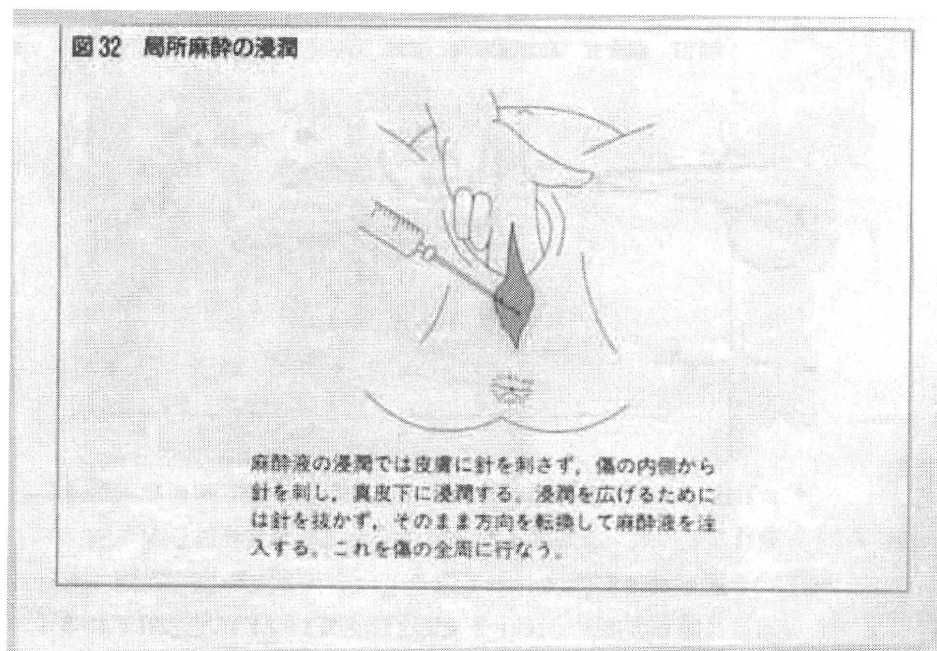 図32 局所麻酔の浸潤
麻酔液の浸潤では皮膚に針を刺さず，傷の内側から
針を刺し，真皮下に浸潤する。浸潤を広げるために
は針を抜かず，そのまま方向を転換して麻酔液を注
入する。これを傷の全周に行なう。